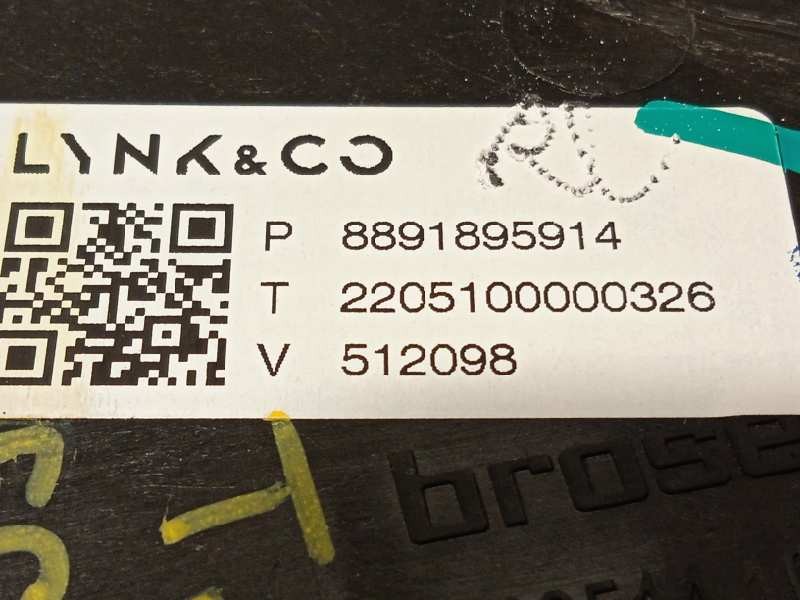 LYNK & CO
P 8891895914
T 2205100000326
V 512098
brose